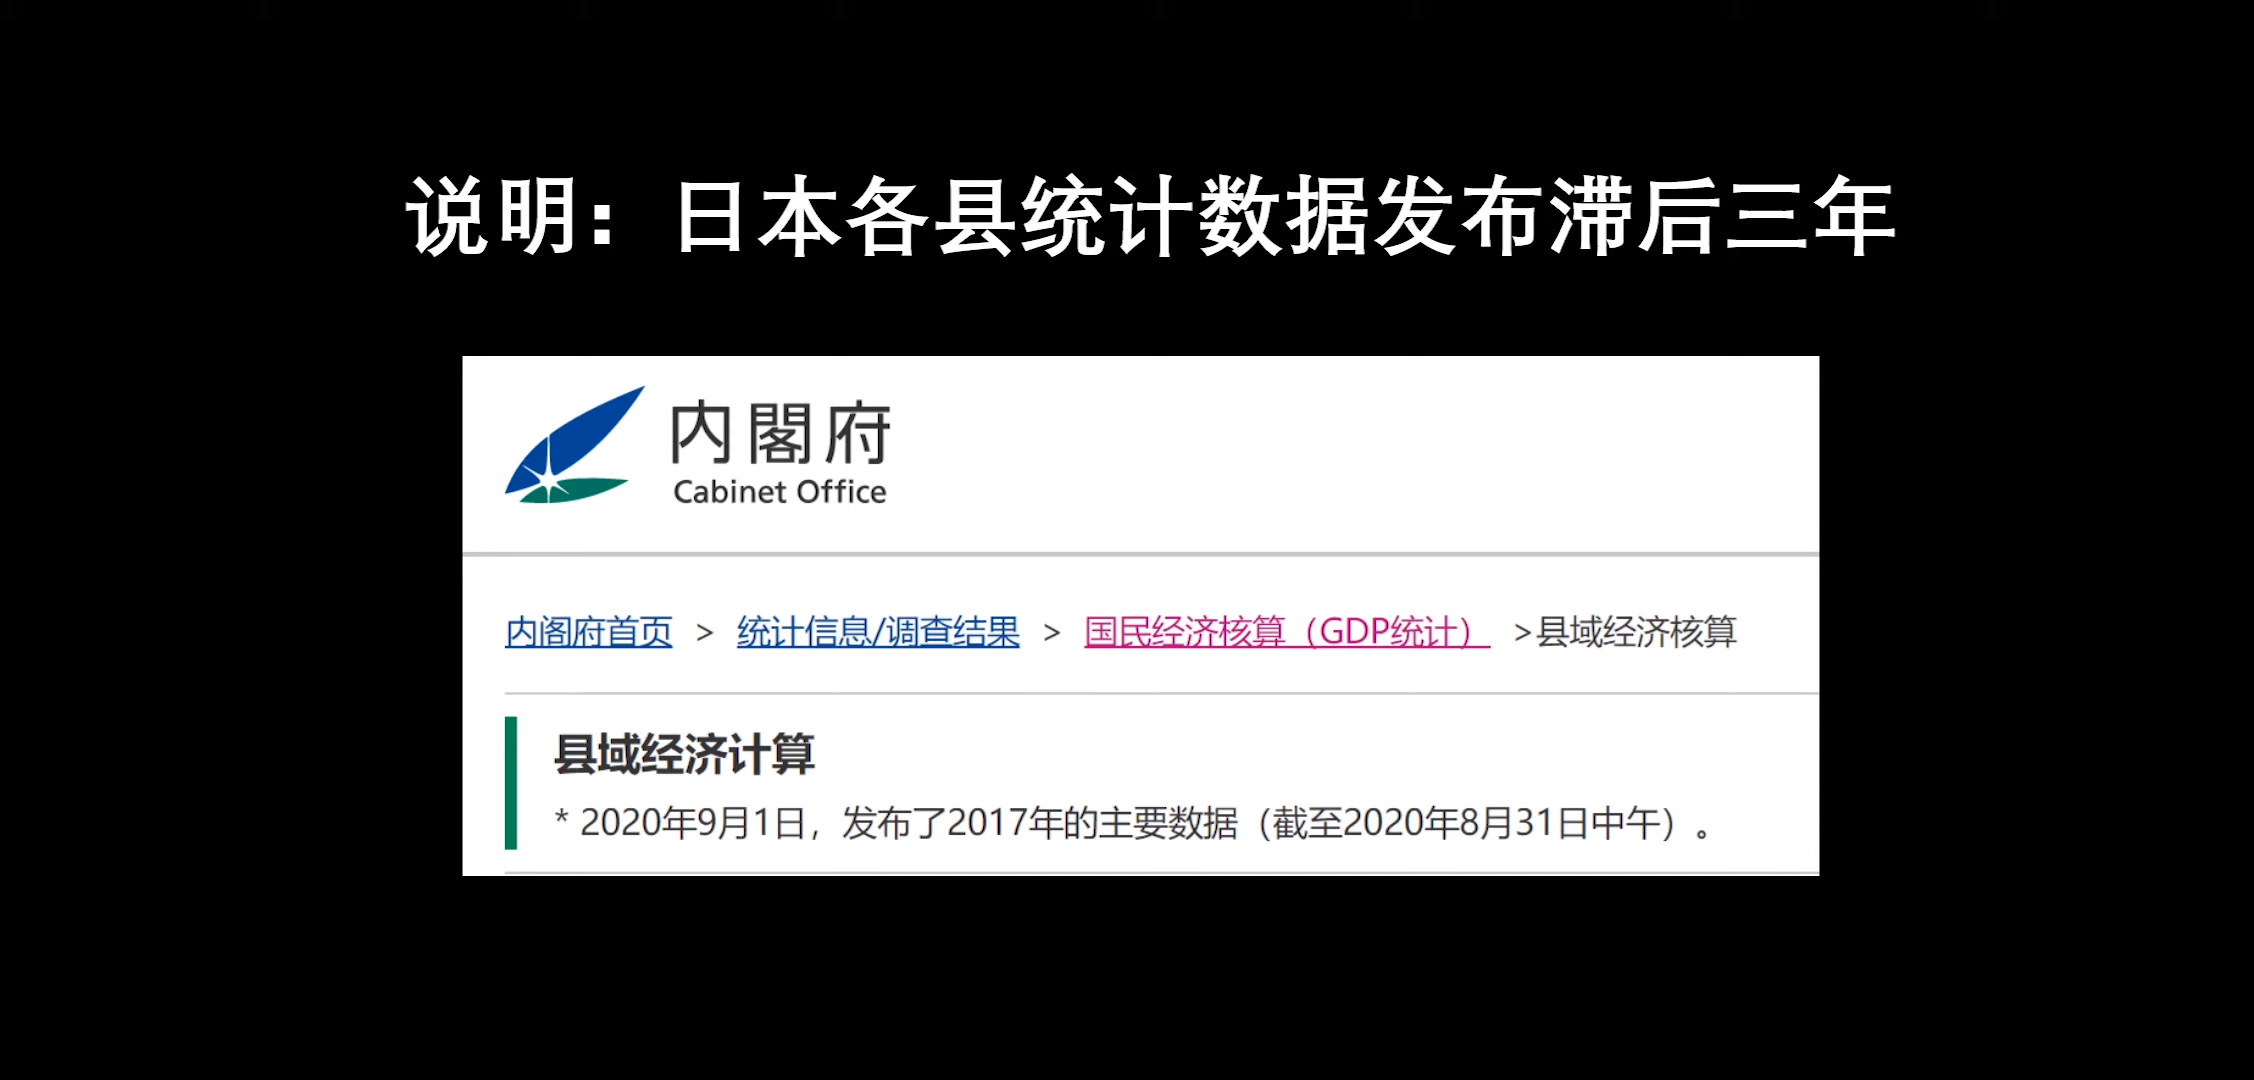 说明：日本各县统计数据发布滞后三年
内閣府
Cabinet Office
内阁府首页 > 统计信息/调查结果 > 国民经济核算（GDP统计） >县域经济核算
县域经济计算
* 2020年9月1日，发布了2017年的主要数据（截至2020年8月31日中午）。